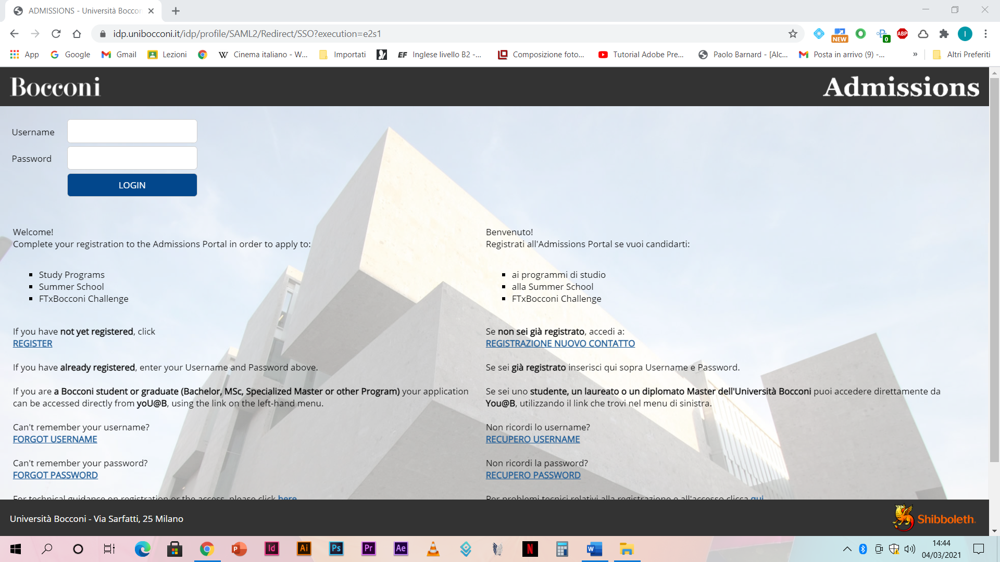 ADMISSIONS - Università Boccon
idp.unibocconi.it/idp/profile/SAML2/Redirect/SSO?execution=e2s1
NEW
0
ABP
I
App
Google
Gmail
Lezioni
Cinema italiano - W...
Importati
EF Inglese livello B2 -...
Composizione foto...
Tutorial Adobe Pre...
Paolo Barnard - [Alc...
Posta in arrivo (9) -...
»
Altri Preferiti
Bocconi
Admissions
Username
Password
LOGIN
Welcome!
Complete your registration to the Admissions Portal in order to apply to:
Study Programs
Summer School
FTxBocconi Challenge
If you have not yet registered, click
REGISTER
If you have already registered, enter your Username and Password above.
If you are a Bocconi student or graduate (Bachelor, MSc, Specialized Master or other Program) your application
can be accessed directly from yoU@B, using the link on the left-hand menu.
Can't remember your username?
FORGOT USERNAME
Can't remember your password?
FORGOT PASSWORD
For technical guidance on registration or the access, please click here
Benvenuto!
Registrati all'Admissions Portal se vuoi candidarti:
ai programmi di studio
alla Summer School
FTxBocconi Challenge
Se non sei già registrato, accedi a:
REGISTRAZIONE NUOVO CONTATTO
Se sei già registrato inserisci qui sopra Username e Password.
Se sei uno studente, un laureato o un diplomato Master dell'Università Bocconi puoi accedere direttamente da
You@B, utilizzando il link che trovi nel menu di sinistra.
Non ricordi lo username?
RECUPERO USERNAME
Non ricordi la password?
RECUPERO PASSWORD
Per problemi tecnici relativi alla registrazione e all'accesso clicca qui
Università Bocconi - Via Sarfatti, 25 Milano
Shibboleth.
P
Id
Ai
Ps
Pr
Ae
N
W
14:44
04/03/2021